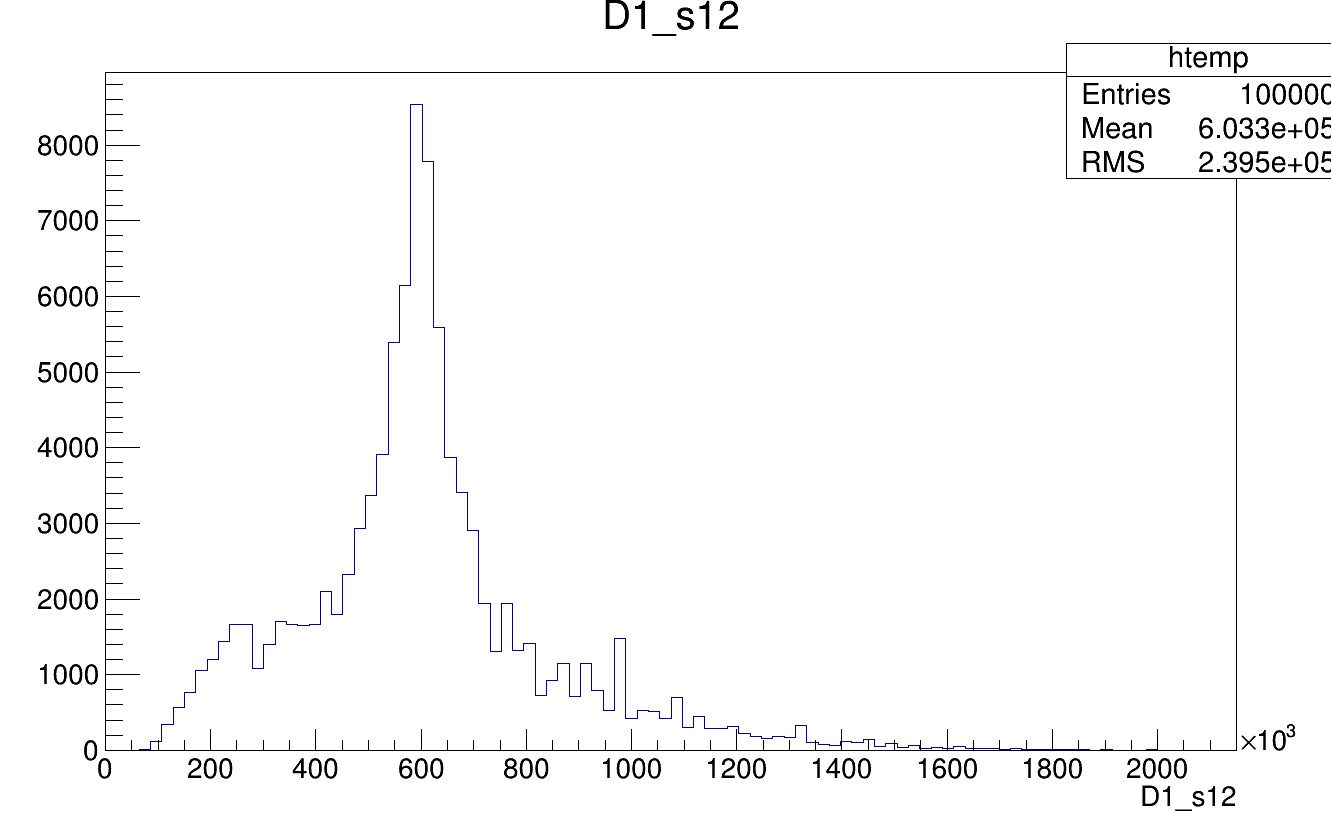 D1_s12
htemp
Entries 100000
Mean 6.033e+05
RMS 2.395e+05
8000
7000
6000
5000
4000
3000
2000
1000
0
0 200 400 600 800 1000 1200 1400 1600 1800 2000
×10³
D1_s12